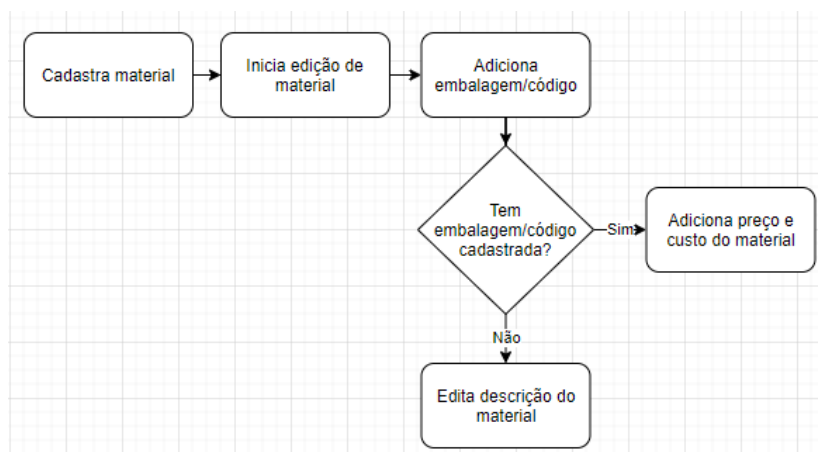 Cadastra material
Inicia edição de
material
Adiciona
embalagem/código
Tem
embalagem/código
cadastrada?
Sim
Adiciona preço e
custo do material
Não
Edita descrição do
material